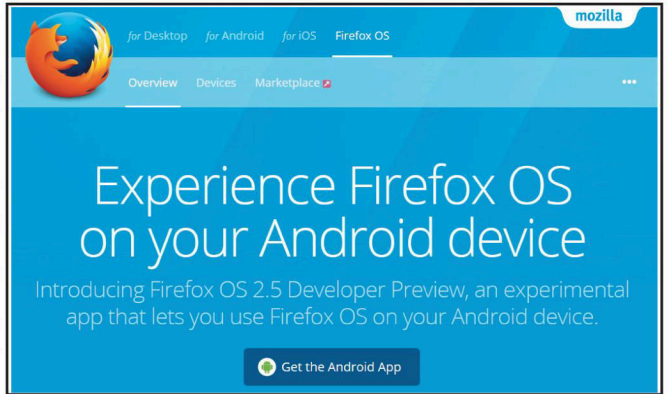 mozilla
for Desktop for Android for iOS Firefox OS
Overview Devices Marketplace
Experience Firefox OS
on your Android device
Introducing Firefox OS 2.5 Developer Preview, an experimental
app that lets you use Firefox OS on your Android device.
Get the Android App